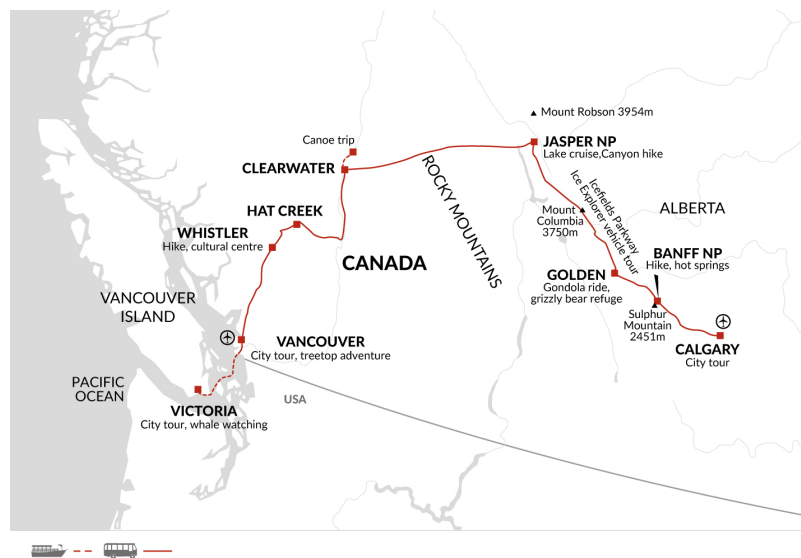 Mount Robson 3954m
Canoe trip
JASPER NP
Lake cruise,Canyon hike
CLEARWATER
ROCKY MOUNTAINS
Icefields Parkway
Ice Explorer vehicle tour
Mount
Columbia
3750m
ALBERTA
HAT CREEK
WHISTLER
Hike, cultural centre
CANADA
BANFF NP
Hike, hot springs
GOLDEN
Gondola ride,
grizzly bear refuge
VANCOUVER
ISLAND
Sulphur
Mountain
2451m
VANCOUVER
City tour, treetop adventure
CALGARY
City tour
PACIFIC
OCEAN
USA
VICTORIA
City tour, whale watching